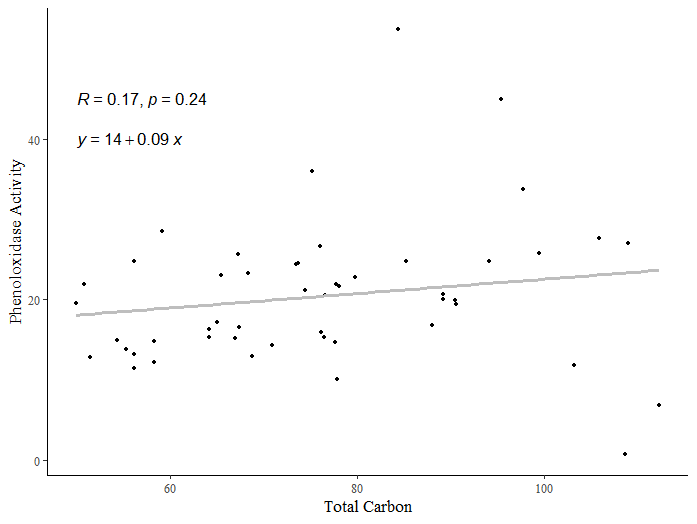 R = 0.17, p = 0.24
y = 14 + 0.09 x
40
20
0
Phenoloxidase Activity
60
80
100
Total Carbon